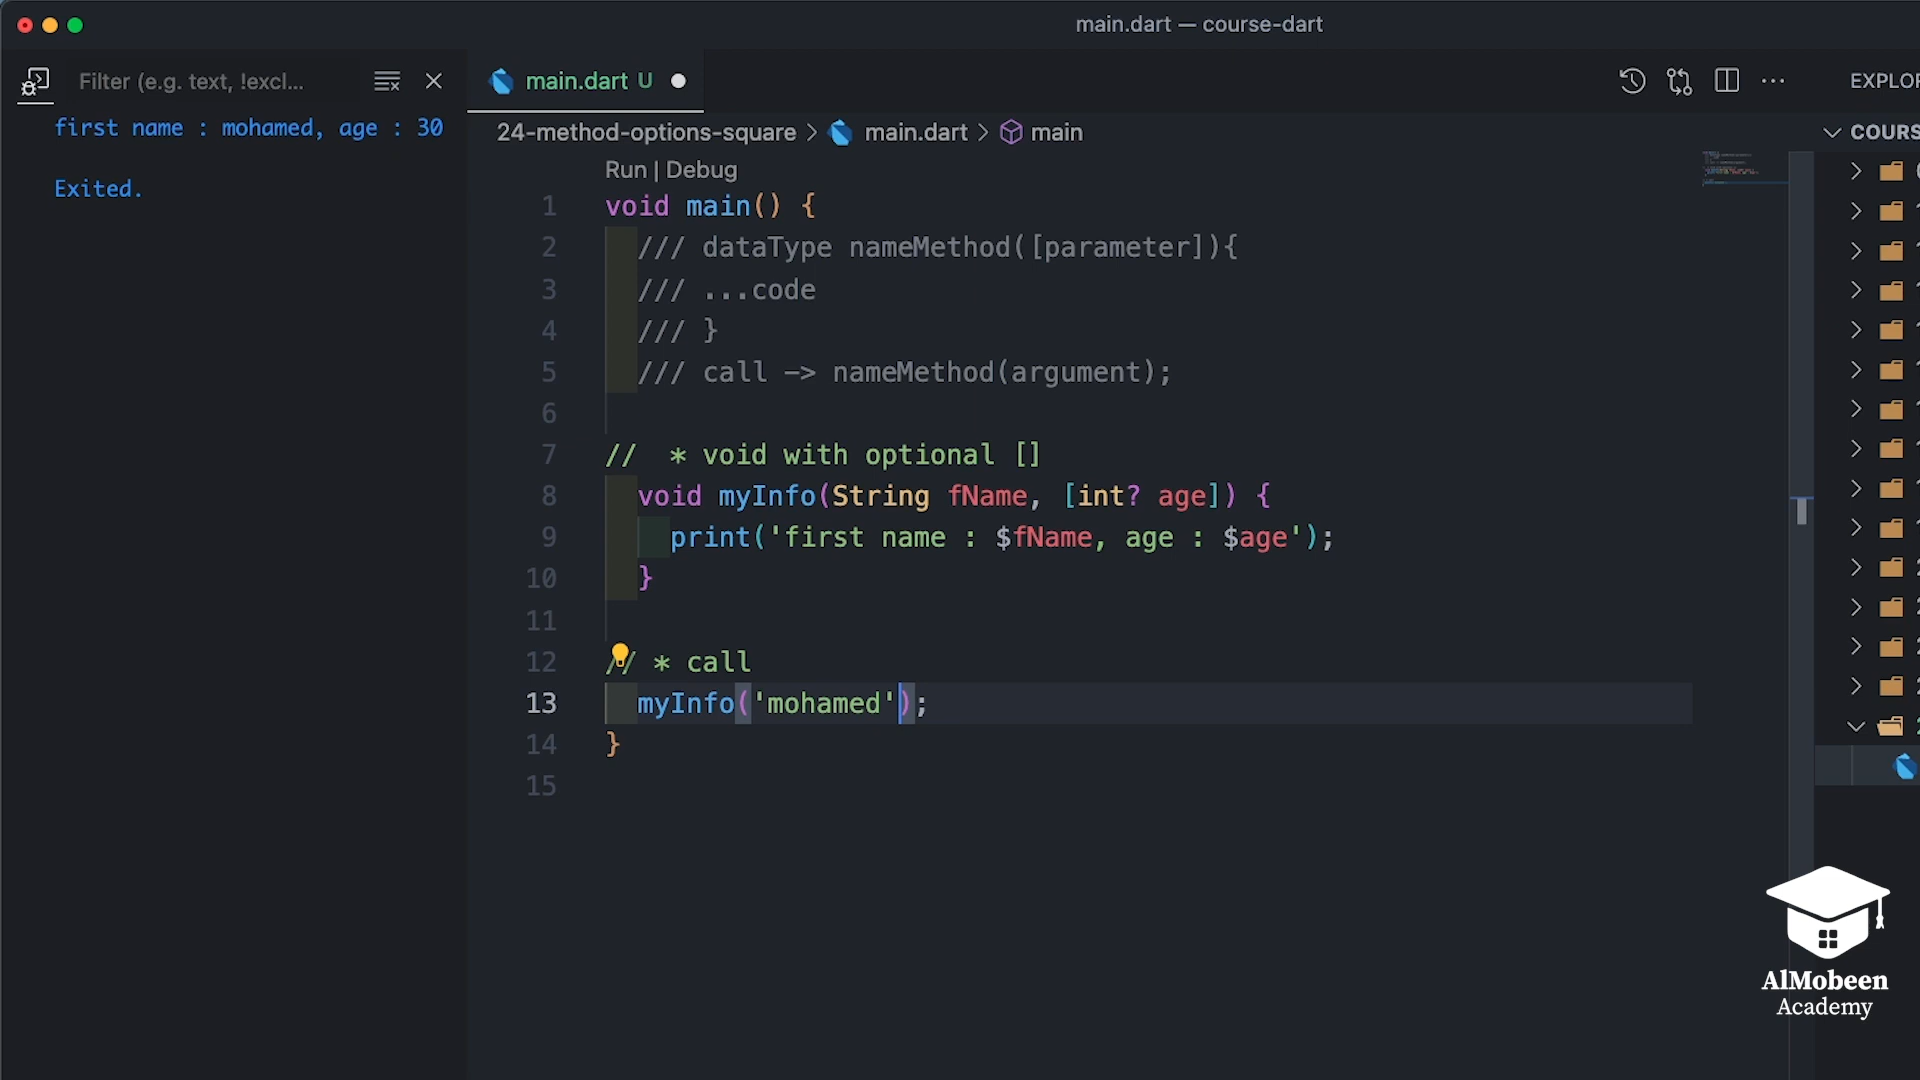 main.dart — course-dart
Filter (e.g. text, !excl...
main.dart U
EXPLOR
first name : mohamed, age : 30
Exited.
24-method-options-square > main.dart > main
COURS
Run | Debug
1 void main() {
2 /// dataType nameMethod([parameter]){
3 /// ...code
4 /// }
5 /// call -> nameMethod(argument);
6
7 // * void with optional []
8 void myInfo(String fName, [int? age]) {
9 print('first name : $fName, age : $age');
10 }
11
12 // * call
13 myInfo('mohamed');
14 }
15
AlMobeen
Academy